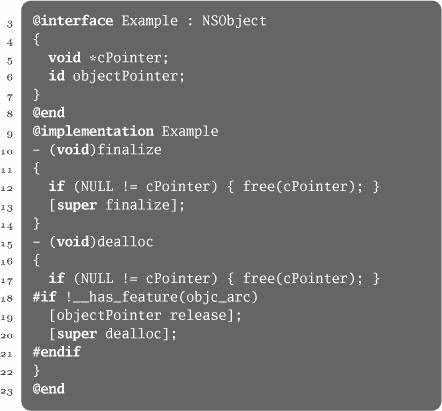 3 @interface Example : NSObject
4 {
5 void *cPointer;
6 id objectPointer;
7 }
8 @end
9 @implementation Example
10 - (void)finalize
11 {
12 if (NULL != cPointer) { free(cPointer); }
13 [super finalize];
14 }
15 - (void)dealloc
16 {
17 if (NULL != cPointer) { free(cPointer); }
18 #if !__has_feature(objc_arc)
19 [objectPointer release];
20 [super dealloc];
21 #endif
22 }
23 @end